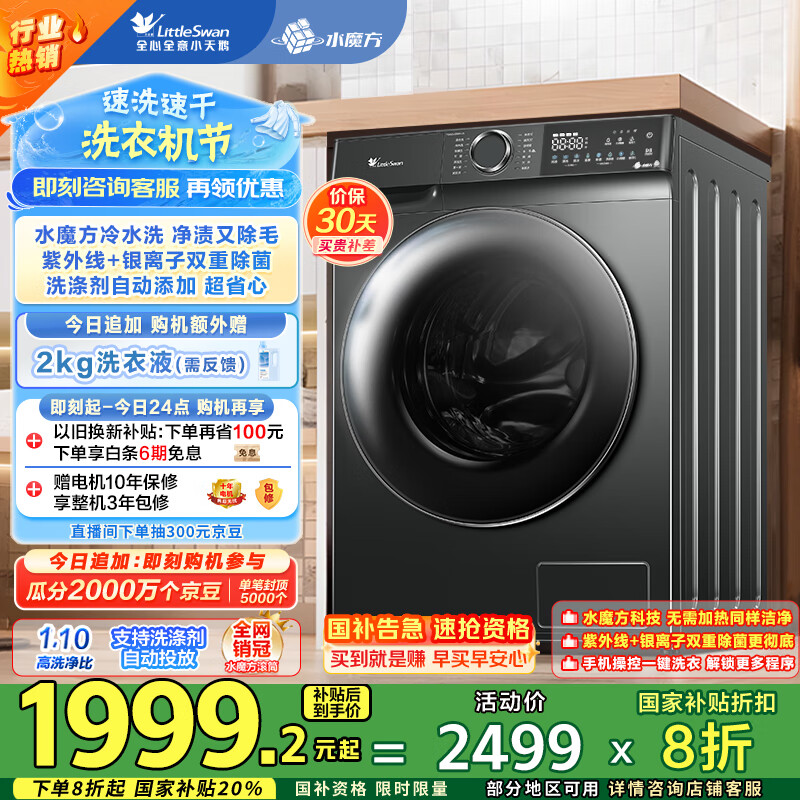 行业
热销
LittleSwan
全心全意小天鹅
水魔方
速洗速干
洗衣机节
即刻咨询客服 再领优惠
水魔方冷水洗 净渍又除毛
紫外线+银离子双重除菌
洗涤剂自动添加 超省心
今日追加 购机额外赠
2kg洗衣液(需反馈)
即刻起-今日24点 购机再享
+ 以旧换新补贴:下单再省100元
下单享白条6期免息
免息
+ 赠电机10年保修
享整机3年包修
十年
电机
包修
直播间下单抽300元京豆
今日追加:即刻购机参与
瓜分2000万个京豆
单笔封顶
5000个
1.10
高洗净比
支持洗涤剂
自动投放
全网
销冠
水魔方滚筒
LittleSwan
价保
30天
买贵补差
国补告急 速抢资格
买到就是赚 早买早安心
水魔方科技 无需加热同样洁净
紫外线+银离子双重除菌更彻底
手机操控一键洗衣 解锁更多程序
1999.2元起
补贴后
到手价
=
活动价
2499
x
国家补贴折扣
8折
下单8折起 国家补贴20%
国补资格 限时限量
部分地区可用 详情咨询店铺客服